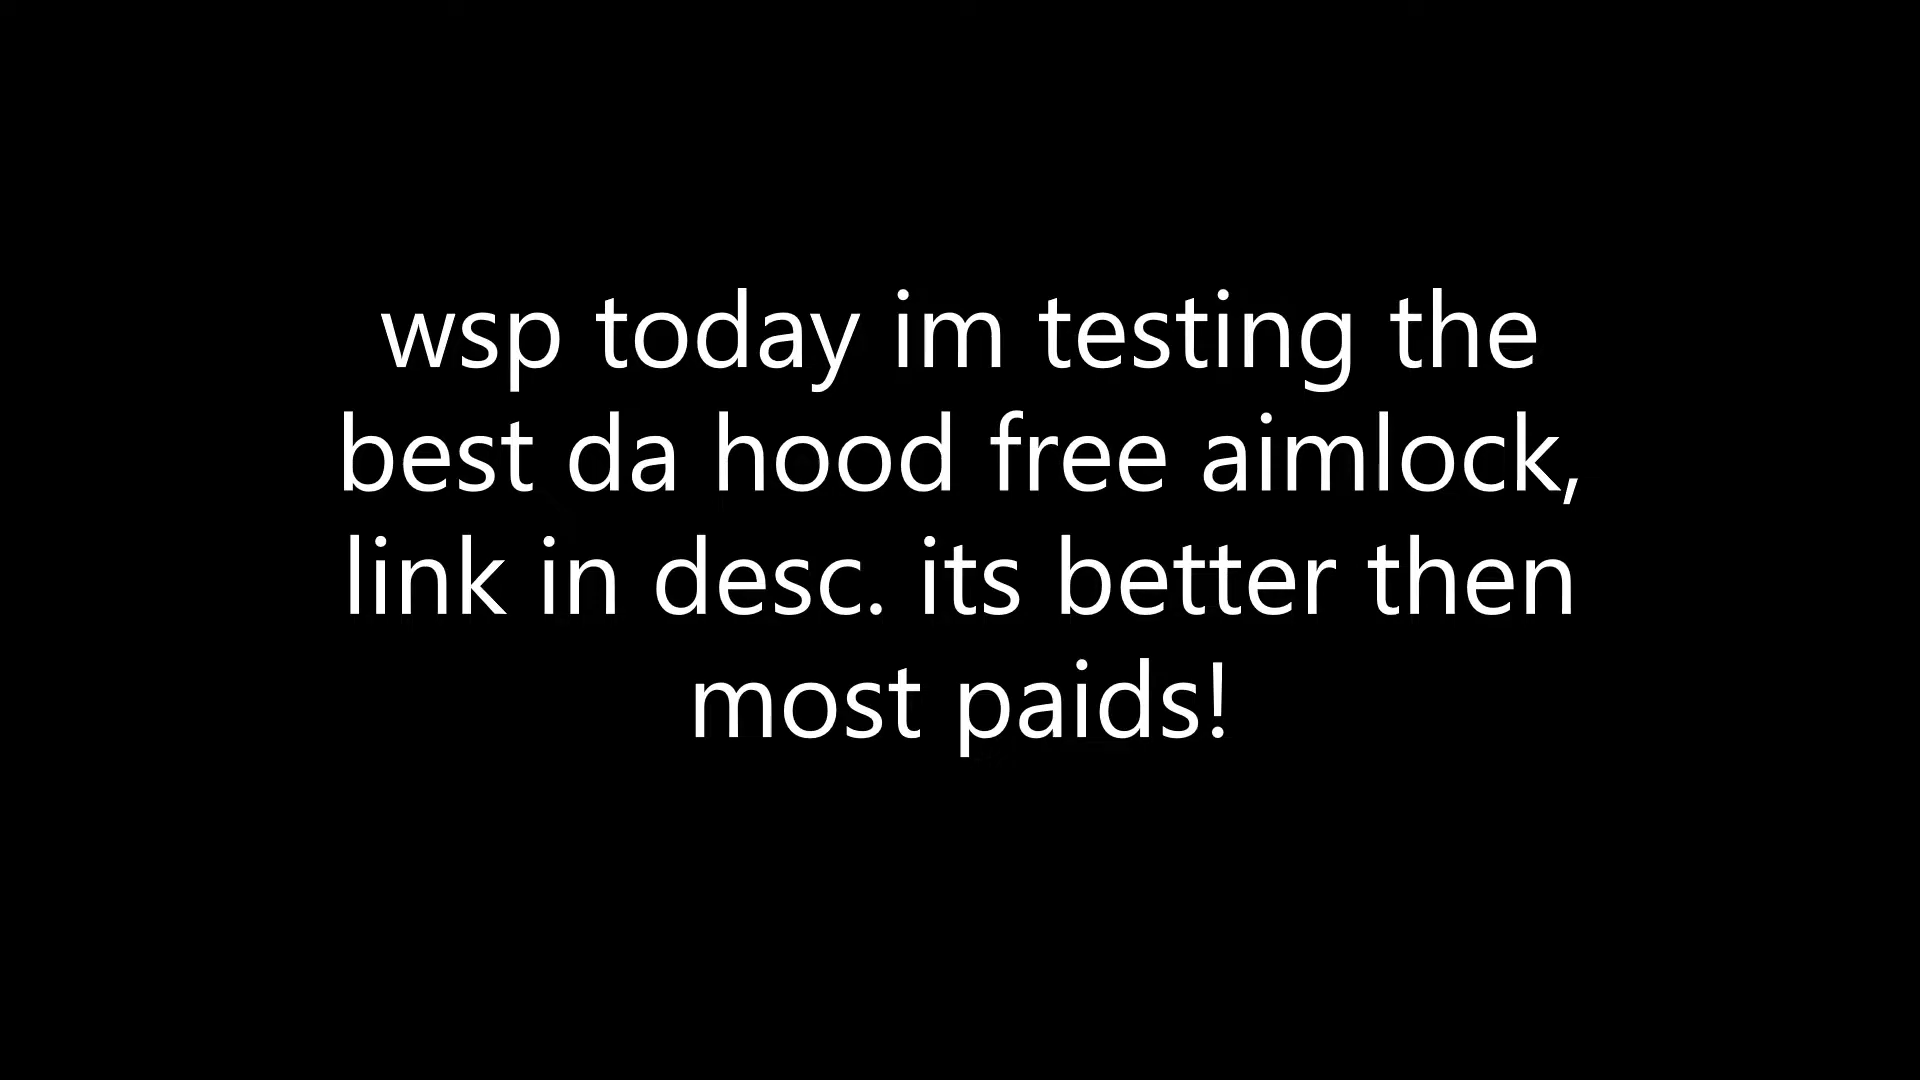 wsp today im testing the
best da hood free aimlock,
link in desc. its better then
most paids!